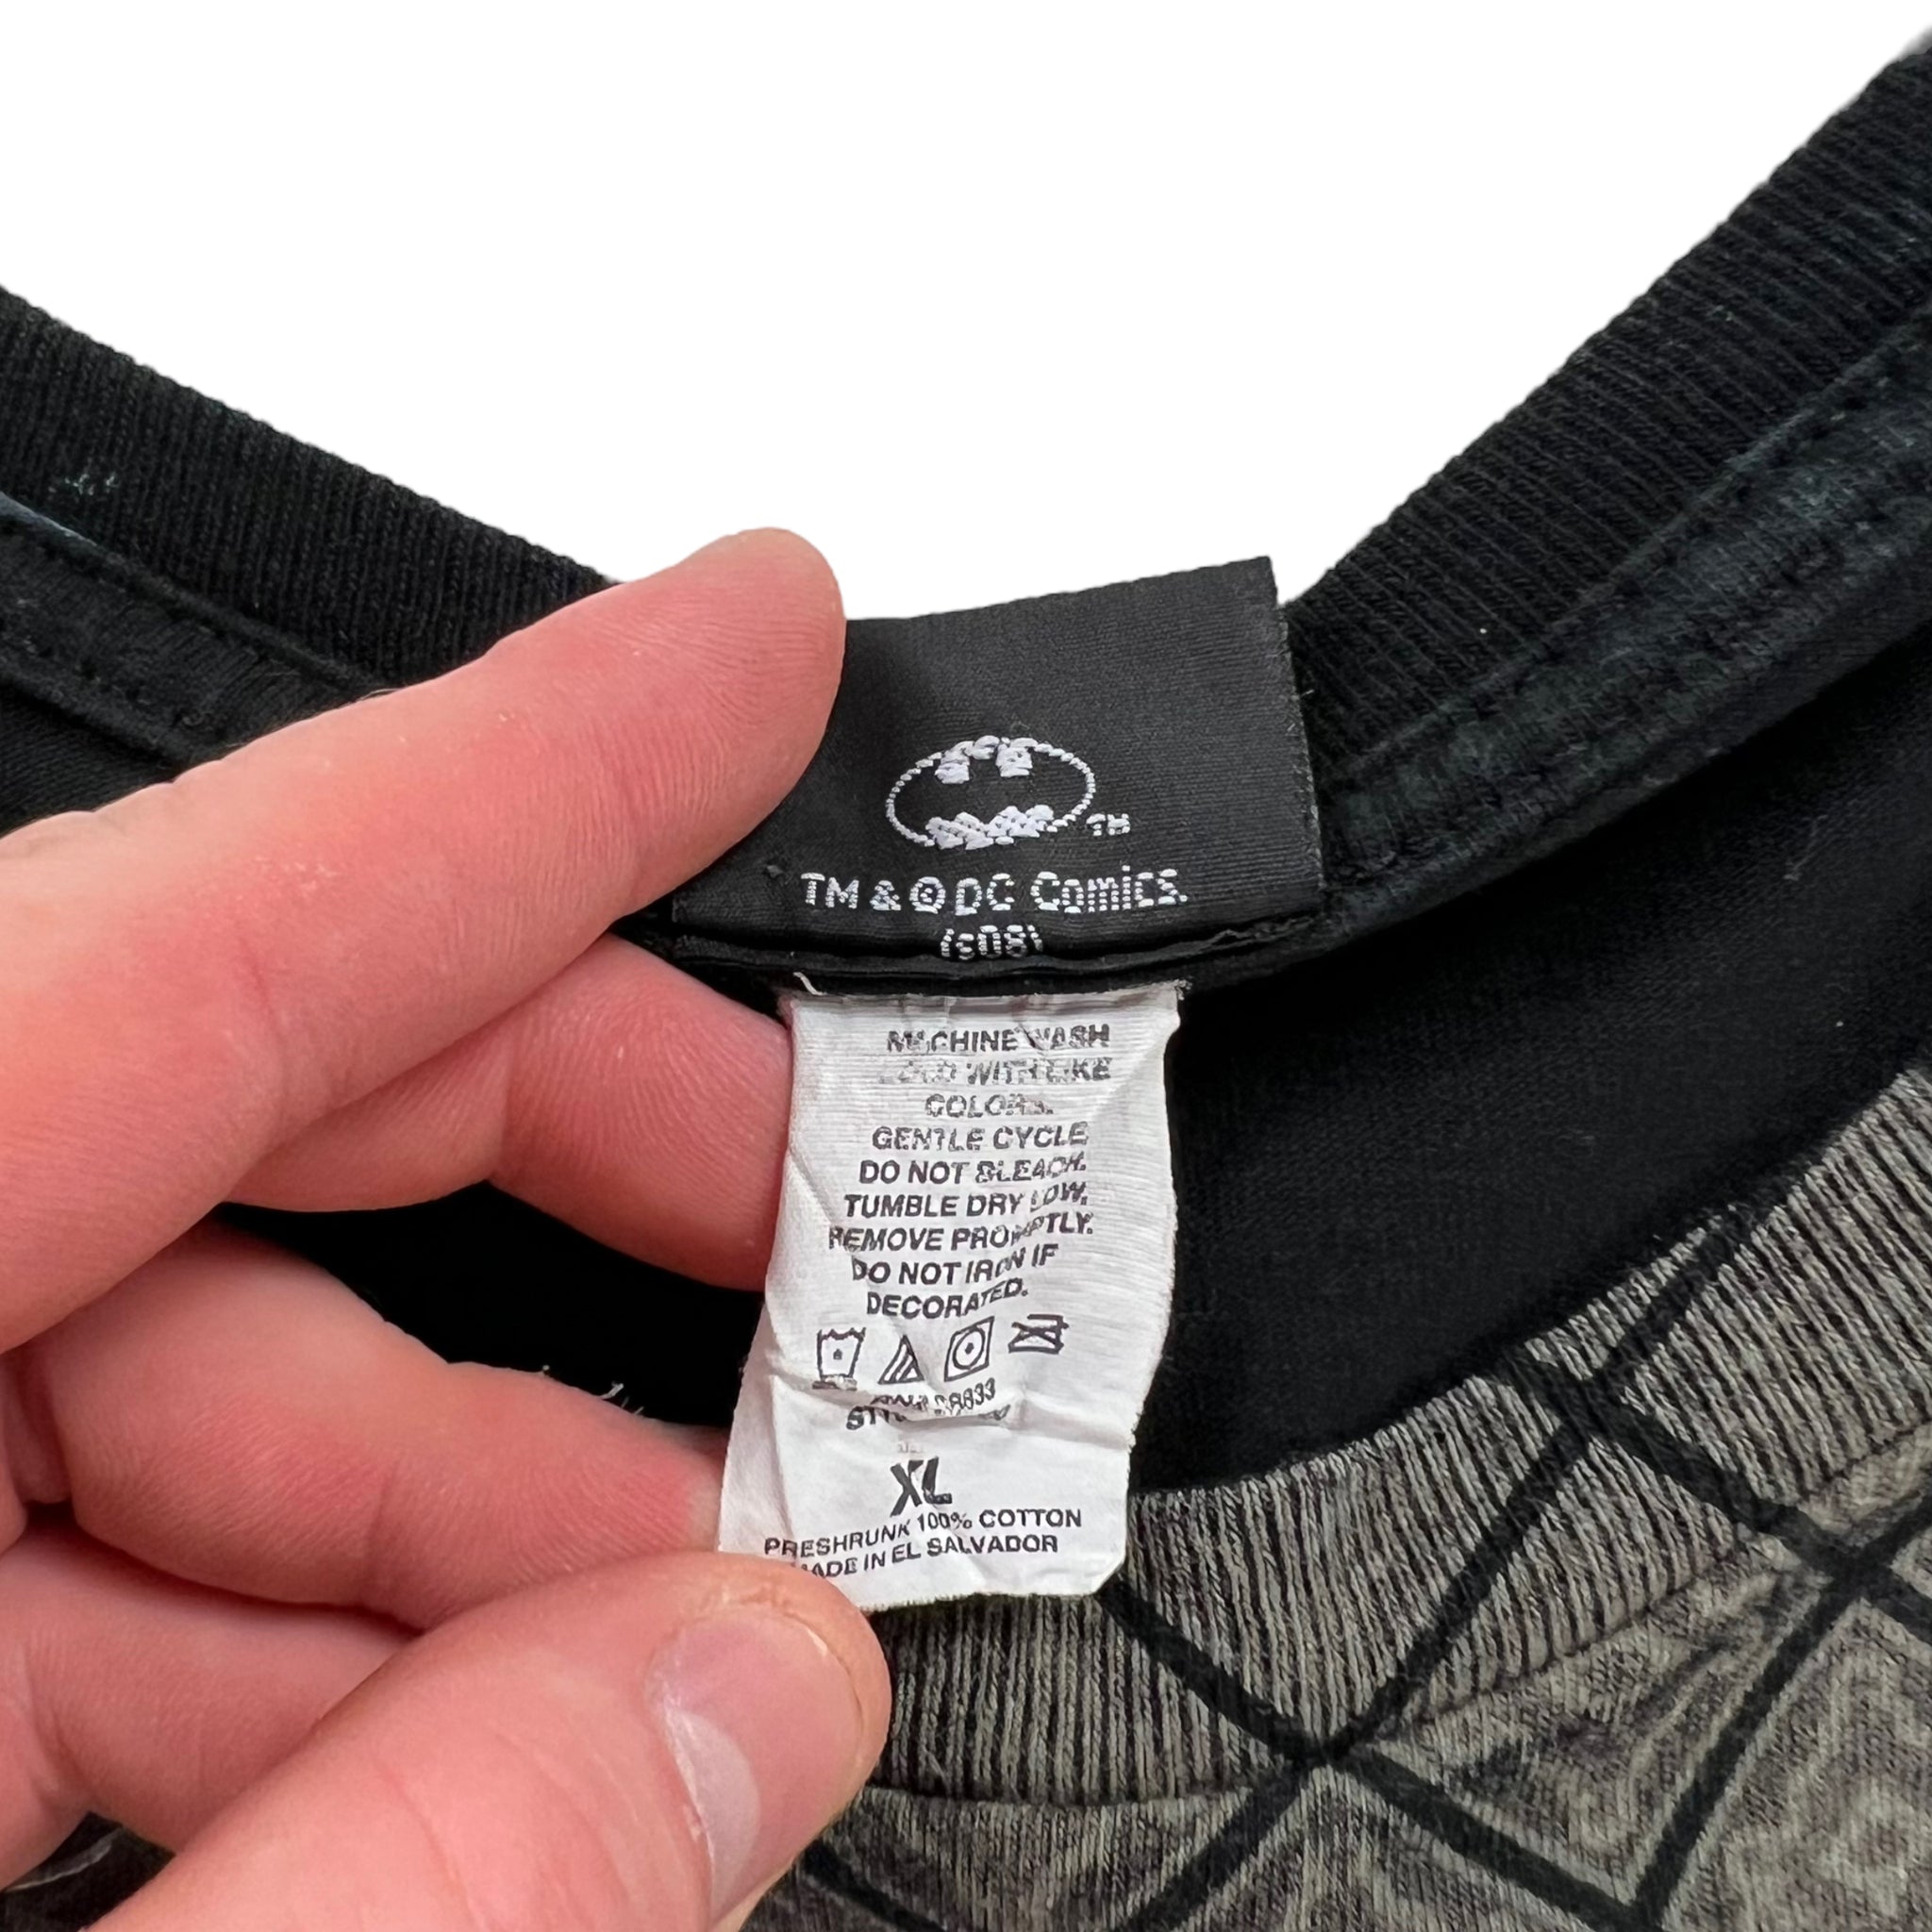 TM
TM & © DC Comics.
(s08)
MACHINE WASH
COLD WITH LIKE
COLORS.
GENTLE CYCLE
DO NOT BLEACH.
TUMBLE DRY LOW.
REMOVE PROMPTLY.
DO NOT IRON IF
DECORATED.
XL
PRESHRUNK 100% COTTON
MADE IN EL SALVADOR